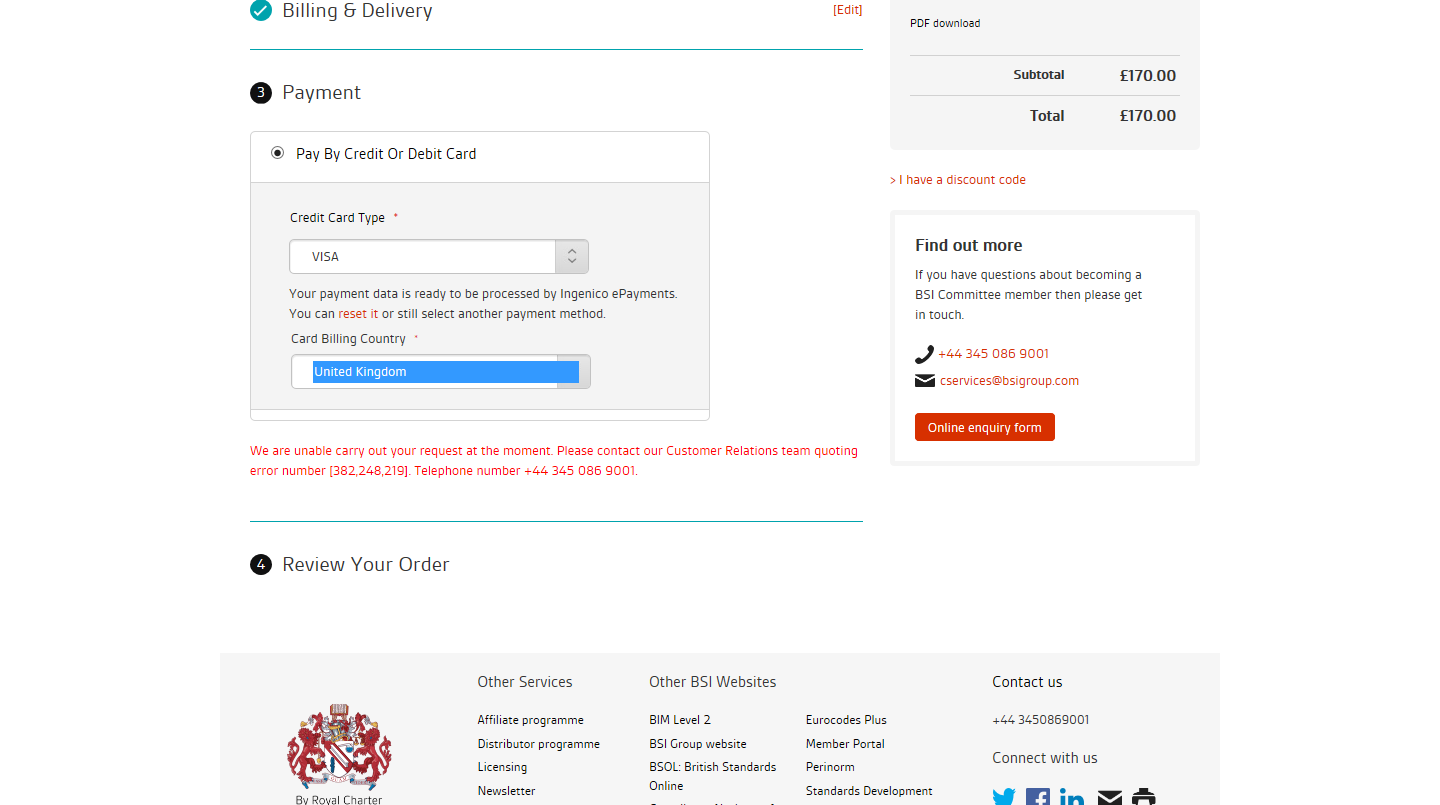 Billing & Delivery
[Edit]
3 Payment
Pay By Credit Or Debit Card
Credit Card Type *
VISA
Your payment data is ready to be processed by Ingenico ePayments.
You can reset it or still select another payment method.
Card Billing Country *
United Kingdom
We are unable carry out your request at the moment. Please contact our Customer Relations team quoting
error number [382,248,219]. Telephone number +44 345 086 9001.
4 Review Your Order
PDF download
Subtotal £170.00
Total £170.00
> I have a discount code
Find out more
If you have questions about becoming a
BSI Committee member then please get
in touch.
+44 345 086 9001
cservices@bsigroup.com
Online enquiry form
By Royal Charter
Other Services
Affiliate programme
Distributor programme
Licensing
Newsletter
Other BSI Websites
BIM Level 2
BSI Group website
BSOL: British Standards
Online
Eurocodes Plus
Member Portal
Perinorm
Standards Development
Contact us
+44 3450869001
Connect with us